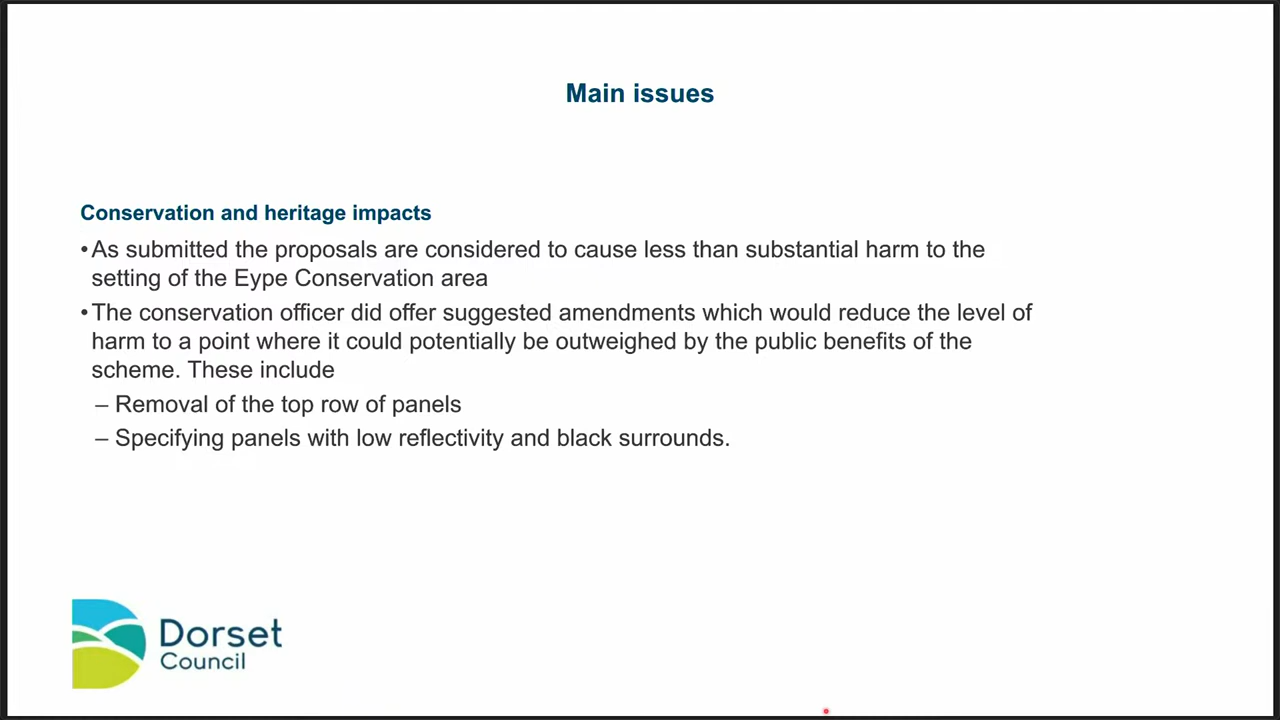 Main issues
Conservation and heritage impacts
•As submitted the proposals are considered to cause less than substantial harm to the
setting of the Eype Conservation area
•The conservation officer did offer suggested amendments which would reduce the level of
harm to a point where it could potentially be outweighed by the public benefits of the
scheme. These include
– Removal of the top row of panels
– Specifying panels with low reflectivity and black surrounds.
Dorset
Council